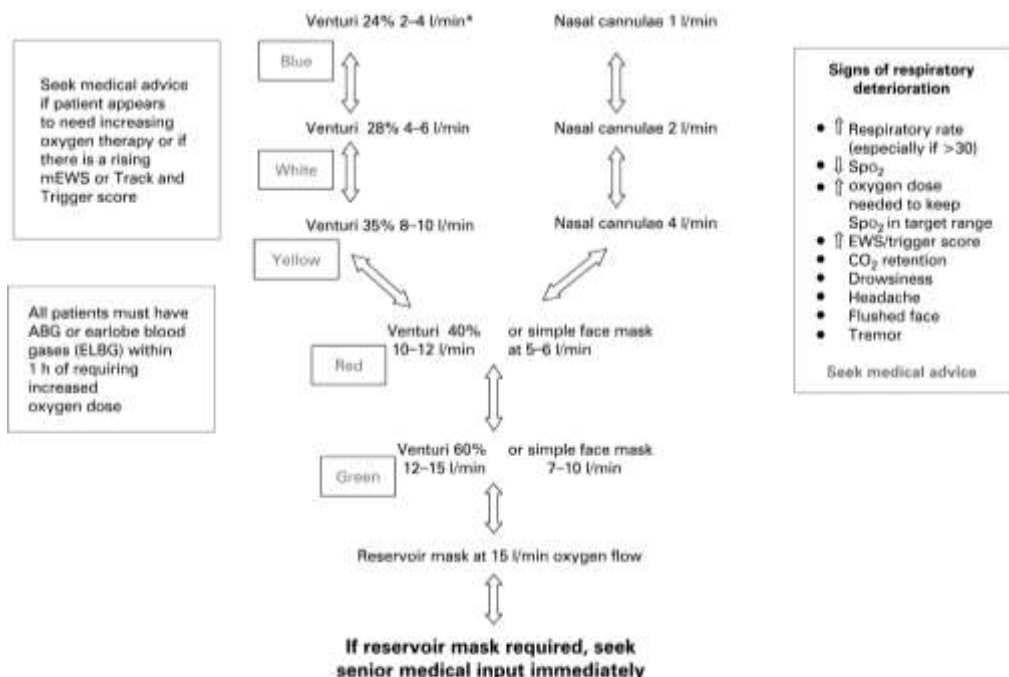 Venturi 24% 2–4 l/min*
Nasal cannulae 1 l/min
Blue
Venturi 28% 4–6 l/min
Nasal cannulae 2 l/min
White
Venturi 35% 8–10 l/min
Nasal cannulae 4 l/min
Yellow
Venturi 40%
10–12 l/min
or simple face mask
at 5–6 l/min
Red
Venturi 60%
12–15 l/min
or simple face mask
7–10 l/min
Green
Reservoir mask at 15 l/min oxygen flow
If reservoir mask required, seek
senior medical input immediately
Seek medical advice
if patient appears
to need increasing
oxygen therapy or if
there is a rising
mEWS or Track and
Trigger score
All patients must have
ABG or earlobe blood
gases (ELBG) within
1 h of requiring
increased
oxygen dose
Signs of respiratory
deterioration
• ⇧ Respiratory rate
(especially if >30)
• ⇩ SpO₂
• ⇧ oxygen dose
needed to keep
SpO₂ in target range
• ⇧ EWS/trigger score
• CO₂ retention
• Drowsiness
• Headache
• Flushed face
• Tremor
Seek medical advice